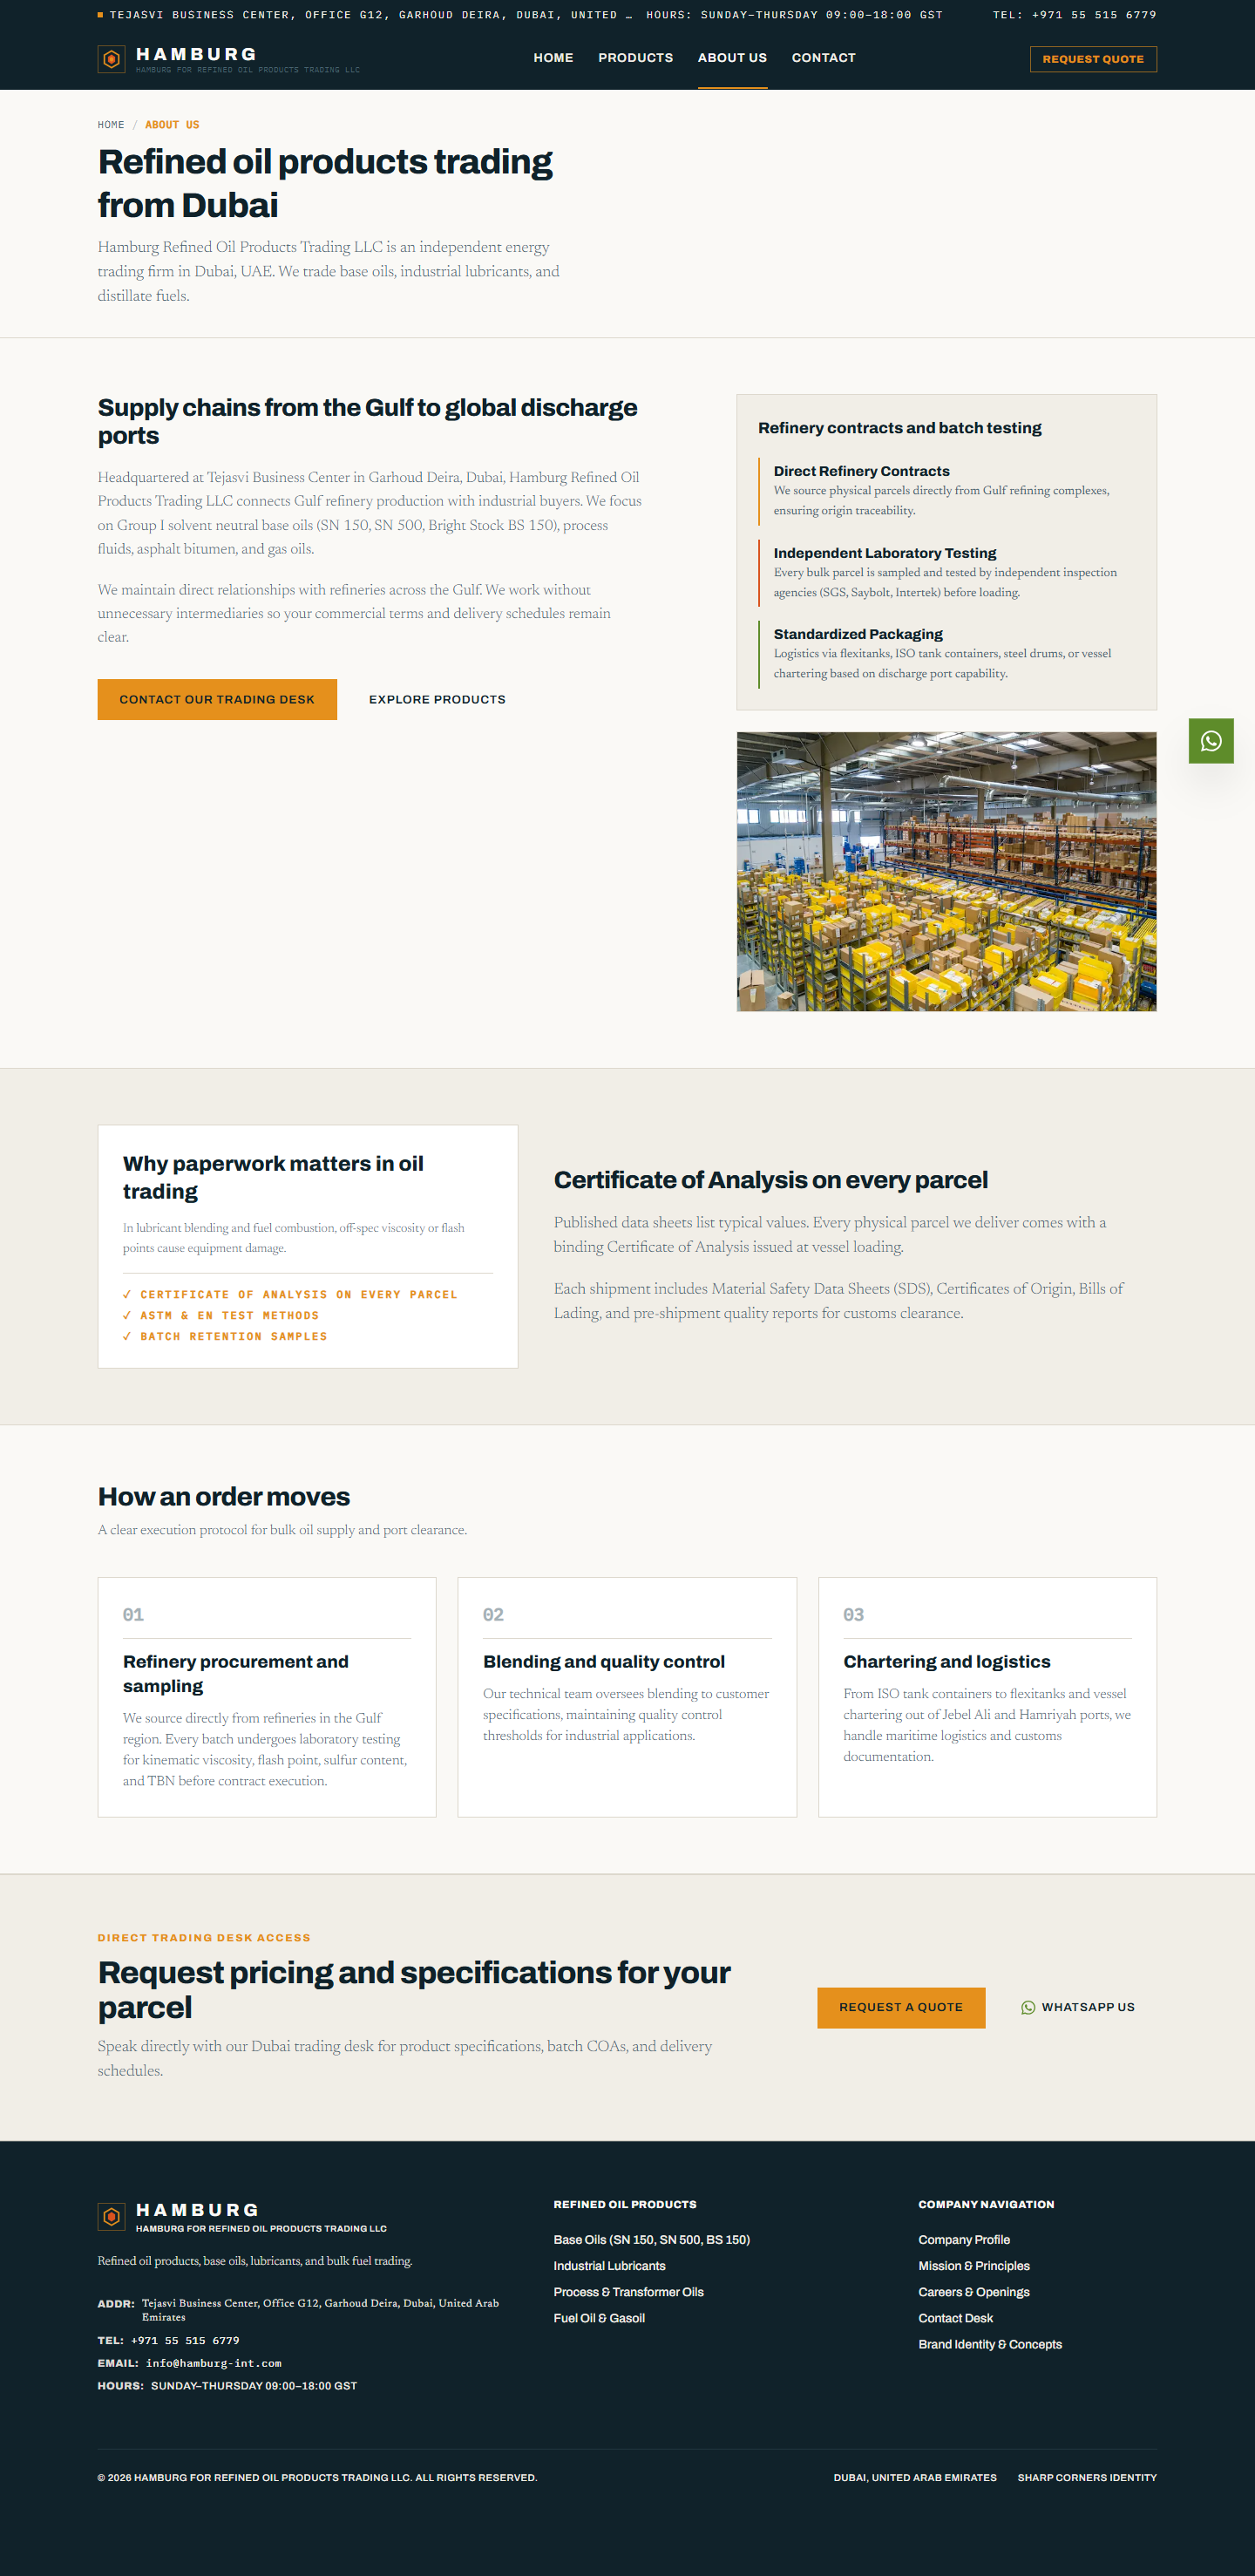 TEJASVI BUSINESS CENTER, OFFICE G12, GARHOUD DEIRA, DUBAI, UNITED … HOURS: SUNDAY–THURSDAY 09:00–18:00 GST TEL: +971 55 515 6779
HAMBURG
HAMBURG FOR REFINED OIL PRODUCTS TRADING LLC
HOME PRODUCTS ABOUT US CONTACT
REQUEST QUOTE
HOME / ABOUT US
Refined oil products trading
from Dubai
Hamburg Refined Oil Products Trading LLC is an independent energy
trading firm in Dubai, UAE. We trade base oils, industrial lubricants, and
distillate fuels.
Supply chains from the Gulf to global discharge
ports
Headquartered at Tejasvi Business Center in Garhoud Deira, Dubai, Hamburg Refined Oil
Products Trading LLC connects Gulf refinery production with industrial buyers. We focus
on Group I solvent neutral base oils (SN 150, SN 500, Bright Stock BS 150), process
fluids, asphalt bitumen, and gas oils.
We maintain direct relationships with refineries across the Gulf. We work without
unnecessary intermediaries so your commercial terms and delivery schedules remain
clear.
CONTACT OUR TRADING DESK
EXPLORE PRODUCTS
Refinery contracts and batch testing
Direct Refinery Contracts
We source physical parcels directly from Gulf refining complexes,
ensuring origin traceability.
Independent Laboratory Testing
Every bulk parcel is sampled and tested by independent inspection
agencies (SGS, Saybolt, Intertek) before loading.
Standardized Packaging
Logistics via flexitanks, ISO tank containers, steel drums, or vessel
chartering based on discharge port capability.
Why paperwork matters in oil
trading
In lubricant blending and fuel combustion, off-spec viscosity or flash
points cause equipment damage.
✓ CERTIFICATE OF ANALYSIS ON EVERY PARCEL
✓ ASTM & EN TEST METHODS
✓ BATCH RETENTION SAMPLES
Certificate of Analysis on every parcel
Published data sheets list typical values. Every physical parcel we deliver comes with a
binding Certificate of Analysis issued at vessel loading.
Each shipment includes Material Safety Data Sheets (SDS), Certificates of Origin, Bills of
Lading, and pre-shipment quality reports for customs clearance.
How an order moves
A clear execution protocol for bulk oil supply and port clearance.
01
Refinery procurement and
sampling
We source directly from refineries in the Gulf
region. Every batch undergoes laboratory testing
for kinematic viscosity, flash point, sulfur content,
and TBN before contract execution.
02
Blending and quality control
Our technical team oversees blending to customer
specifications, maintaining quality control
thresholds for industrial applications.
03
Chartering and logistics
From ISO tank containers to flexitanks and vessel
chartering out of Jebel Ali and Hamriyah ports, we
handle maritime logistics and customs
documentation.
DIRECT TRADING DESK ACCESS
Request pricing and specifications for your
parcel
Speak directly with our Dubai trading desk for product specifications, batch COAs, and delivery
schedules.
REQUEST A QUOTE
WHATSAPP US
HAMBURG
HAMBURG FOR REFINED OIL PRODUCTS TRADING LLC
Refined oil products, base oils, lubricants, and bulk fuel trading.
ADDR: Tejasvi Business Center, Office G12, Garhoud Deira, Dubai, United Arab
Emirates
TEL: +971 55 515 6779
EMAIL: info@hamburg-int.com
HOURS: SUNDAY–THURSDAY 09:00–18:00 GST
REFINED OIL PRODUCTS
Base Oils (SN 150, SN 500, BS 150)
Industrial Lubricants
Process & Transformer Oils
Fuel Oil & Gasoil
COMPANY NAVIGATION
Company Profile
Mission & Principles
Careers & Openings
Contact Desk
Brand Identity & Concepts
© 2026 HAMBURG FOR REFINED OIL PRODUCTS TRADING LLC. ALL RIGHTS RESERVED.
DUBAI, UNITED ARAB EMIRATES SHARP CORNERS IDENTITY